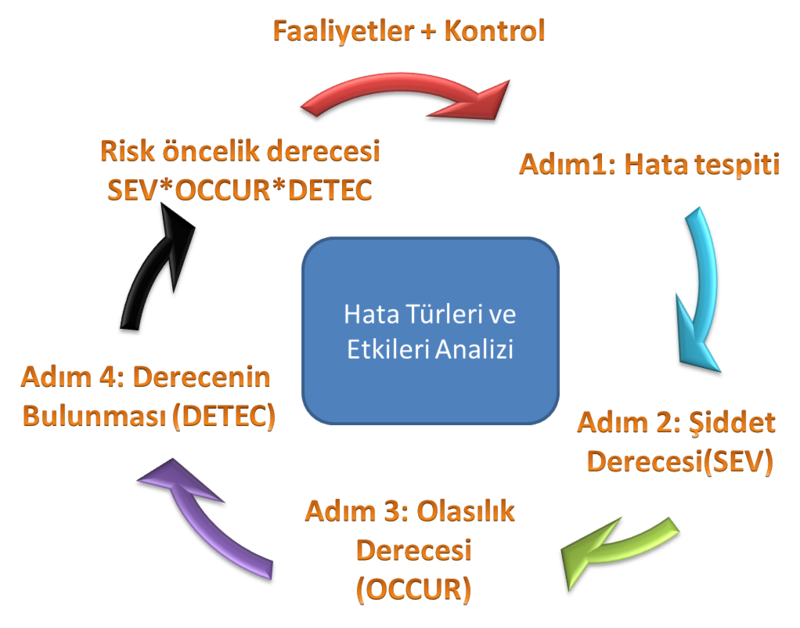 Faaliyetler + Kontrol
Risk öncelik derecesi
SEV*OCCUR*DETEC
Adım1: Hata tespiti
Hata Türleri ve
Etkileri Analizi
Adım 4: Derecenin
Bulunması (DETEC)
Adım 2: Şiddet
Derecesi(SEV)
Adım 3: Olasılık
Derecesi
(OCCUR)